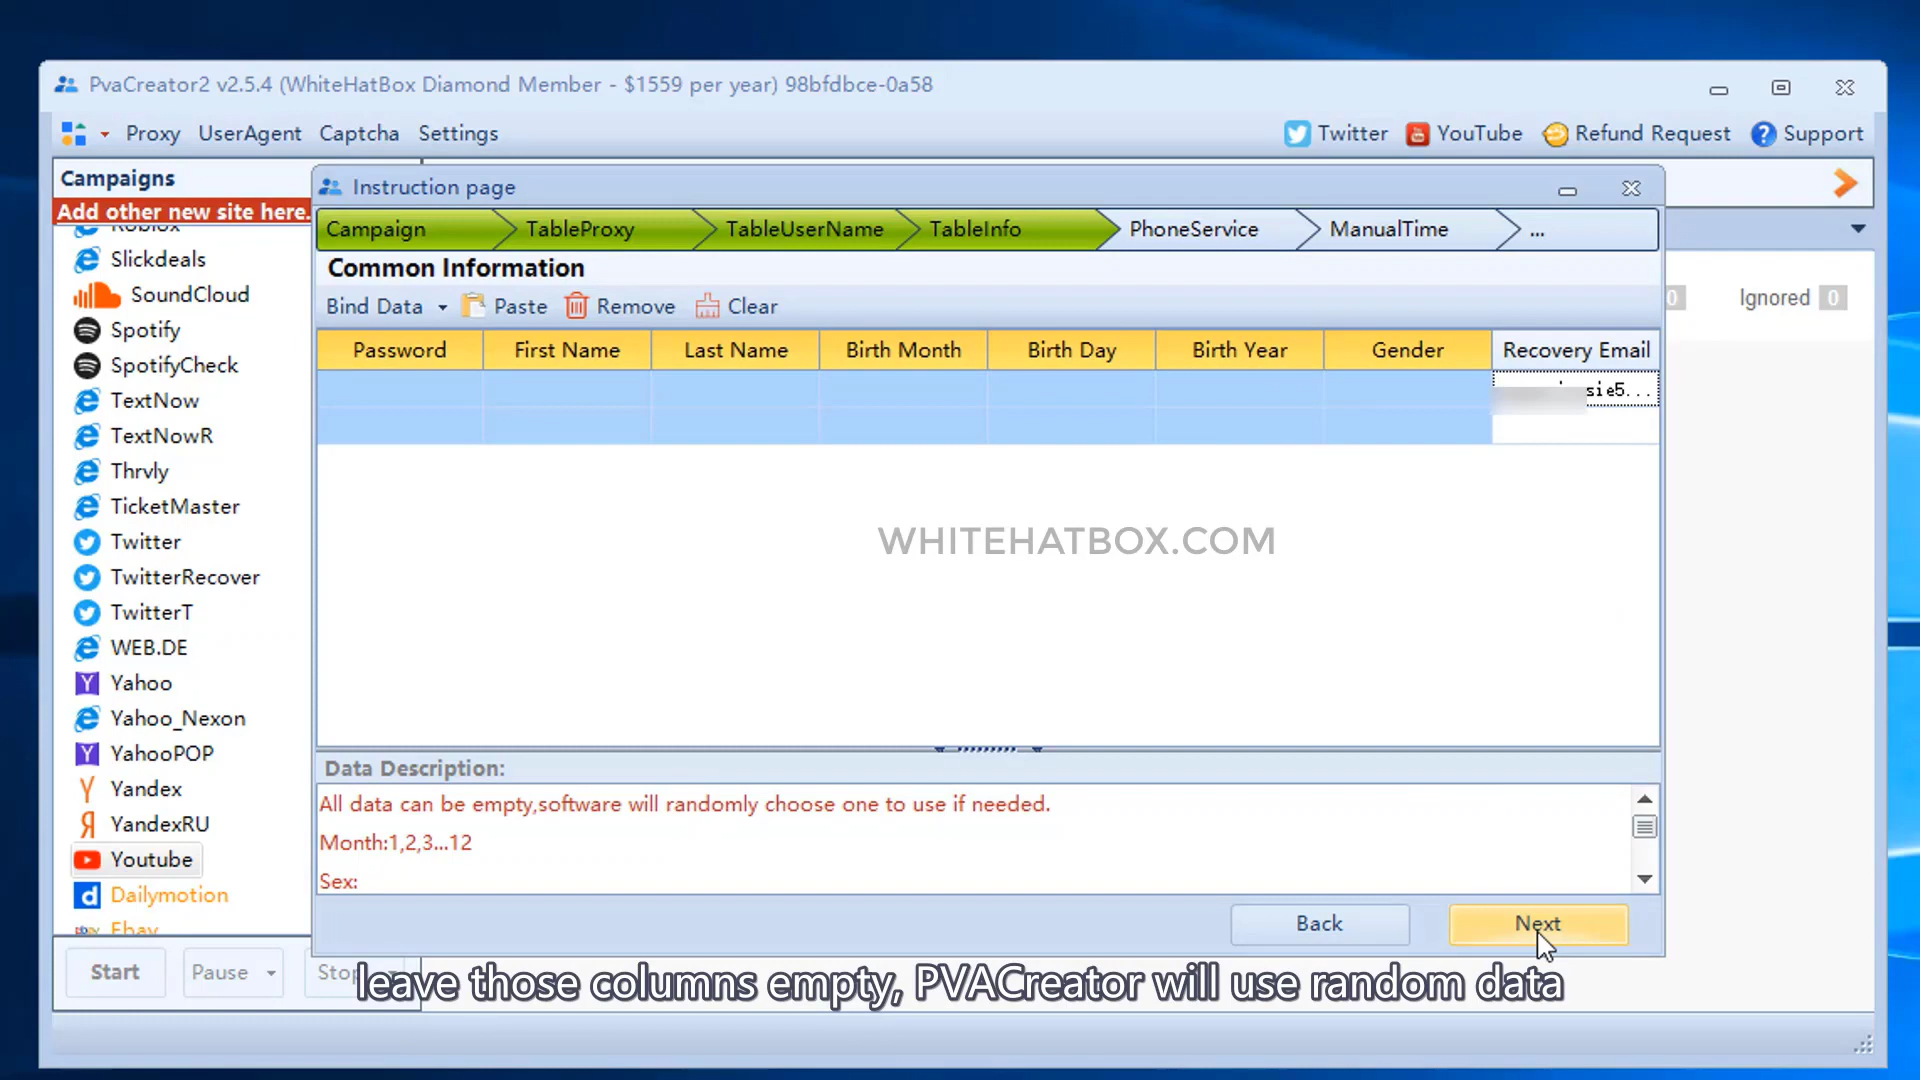 PvaCreator2 v2.5.4 (WhiteHatBox Diamond Member - $1559 per year) 98bfdbce-0a58
Proxy UserAgent Captcha Settings Twitter YouTube Refund Request Support
Campaigns
Add other new site here.
Roblox
Slickdeals
SoundCloud
Spotify
SpotifyCheck
TextNow
TextNowR
Thrvly
TicketMaster
Twitter
TwitterRecover
TwitterT
WEB.DE
Yahoo
Yahoo_Nexon
YahooPOP
Yandex
YandexRU
Youtube
Dailymotion
Ebay
Start Pause
Instruction page
Campaign TableProxy TableUserName TableInfo PhoneService ManualTime ...
Common Information
Bind Data Paste Remove Clear
Password First Name Last Name Birth Month Birth Day Birth Year Gender Recovery Email
sie5...
0 Ignored 0
WHITEHATBOX.COM
Data Description:
All data can be empty,software will randomly choose one to use if needed.
Month:1,2,3...12
Sex:
Back Next
leave those columns empty, PVACreator will use random data